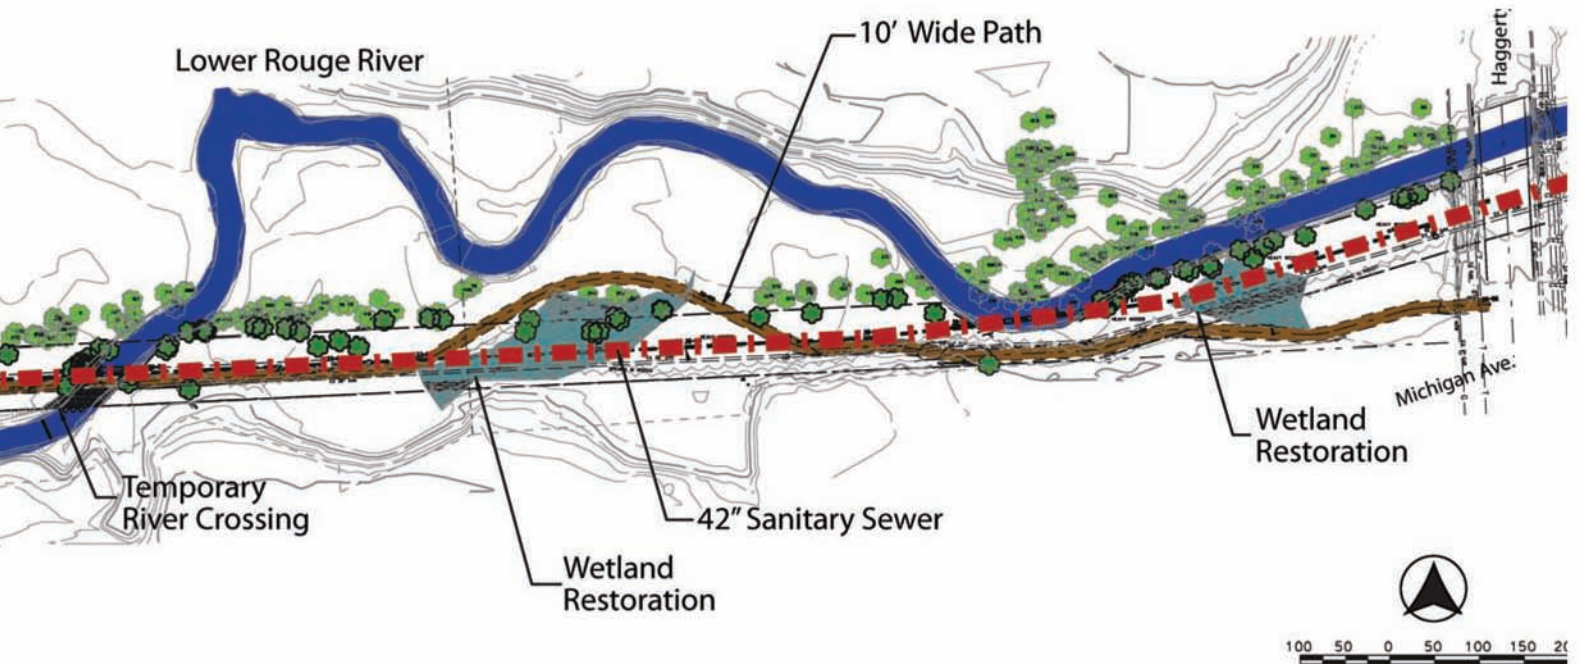 10’ Wide Path
Lower Rouge River
Haggerty
Michigan Ave.
Wetland
Restoration
Temporary
River Crossing
42” Sanitary Sewer
Wetland
Restoration
100 50 0 50 100 150